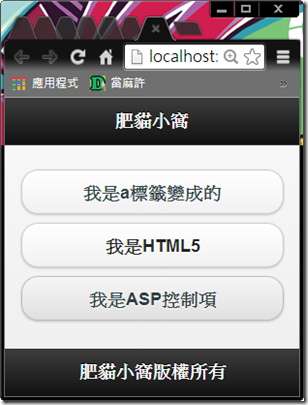 localhost:
應用程式 當麻許 »
肥貓小窩
我是a標籤變成的
我是HTML5
我是ASP控制項
肥貓小窩版權所有